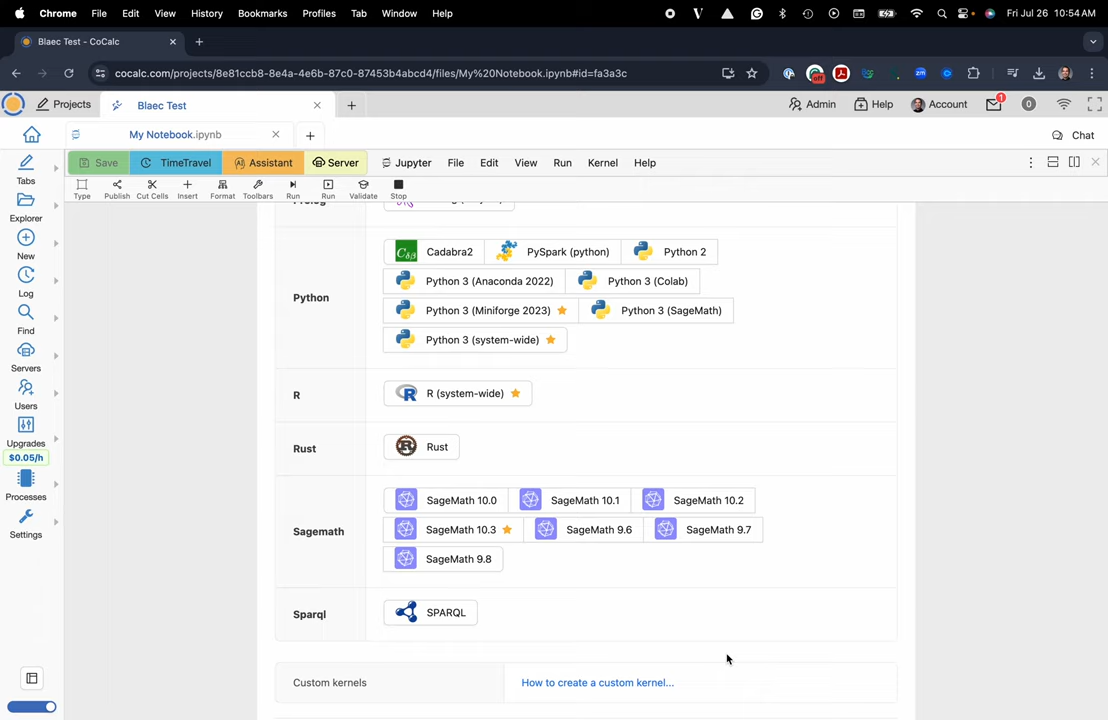 Chrome File Edit View History Bookmarks Profiles Tab Window Help Fri Jul 26 10:54 AM
Blaec Test - CoCalc
cocalc.com/projects/8e81ccb8-8e4a-4e6b-87c0-87453b4abcd4/files/My%20Notebook.ipynb#id=fa3a3c
Projects Blaec Test Admin Help Account 1 0
My Notebook.ipynb Chat
Save TimeTravel Assistant Server Jupyter File Edit View Run Kernel Help
Type Publish Cut Cells Insert Format Toolbars Run Run Validate Stop
Tabs
Explorer
New
Log
Find
Servers
Users
Upgrades
$0.05/h
Processes
Settings
Prolog
Python
Cadabra2 PySpark (python) Python 2
Python 3 (Anaconda 2022) Python 3 (Colab)
Python 3 (Miniforge 2023) Python 3 (SageMath)
Python 3 (system-wide)
R R (system-wide)
Rust Rust
Sagemath
SageMath 10.0 SageMath 10.1 SageMath 10.2
SageMath 10.3 SageMath 9.6 SageMath 9.7
SageMath 9.8
Sparql SPARQL
Custom kernels How to create a custom kernel...